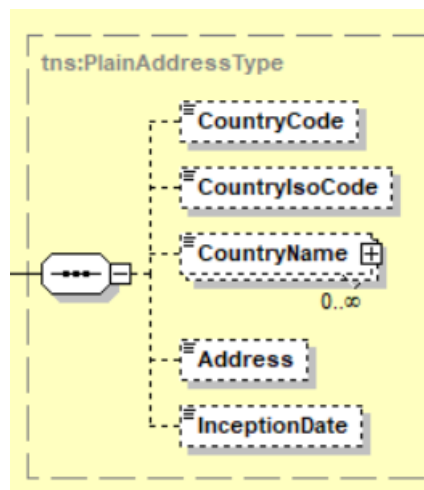 tns:PlainAddressType
CountryCode
CountryIsoCode
CountryName
0..∞
Address
InceptionDate